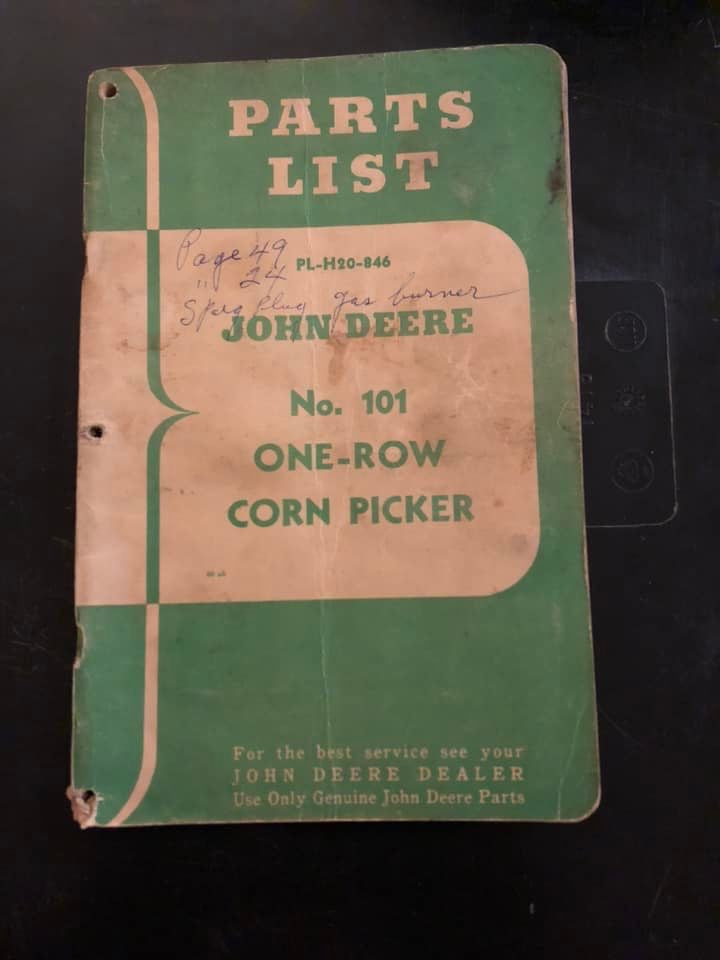 PARTS
LIST
Page 49
" 24
PL-H20-846
Plug gas burner
JOHN DEERE
No. 101
ONE-ROW
CORN PICKER
For the best service see your
JOHN DEERE DEALER
Use Only Genuine John Deere Parts